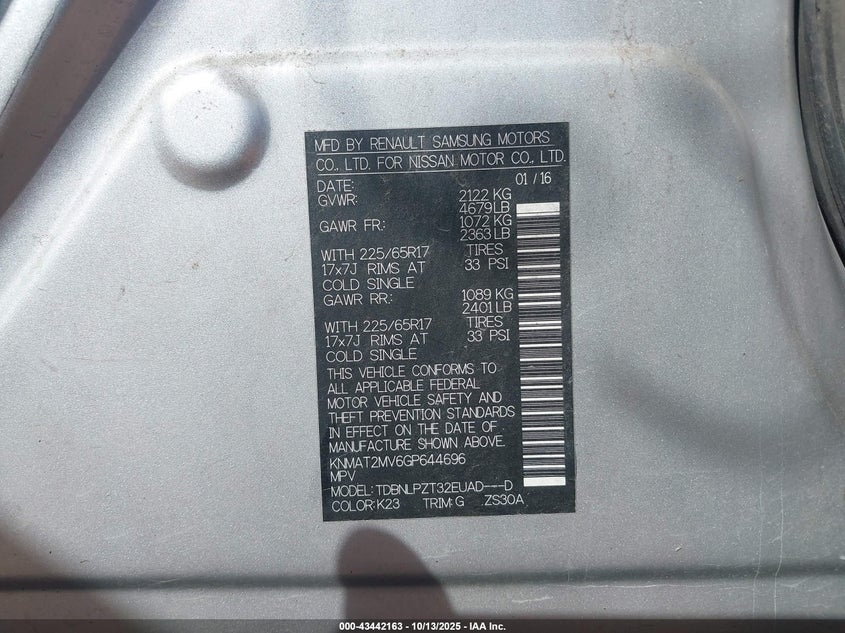 MFD BY RENAULT SAMSUNG MOTORS
CO., LTD. FOR NISSAN MOTOR CO., LTD.
DATE: 01 / 16
GVWR: 2122 KG
4679 LB
GAWR FR.: 1072 KG
2363 LB
WITH 225/65R17 TIRES
17x7J RIMS AT 33 PSI
COLD SINGLE
GAWR RR.: 1089 KG
2401 LB
WITH 225/65R17 TIRES
17x7J RIMS AT 33 PSI
COLD SINGLE
THIS VEHICLE CONFORMS TO
ALL APPLICABLE FEDERAL
MOTOR VEHICLE SAFETY AND
THEFT PREVENTION STANDARDS
IN EFFECT ON THE DATE OF
MANUFACTURE SHOWN ABOVE.
KNMAT2MV6GP644696
MPV
MODEL: TDBNLPZT32EUAD---D
COLOR: K23 TRIM: G ZS30A
000-43442163 - 10/13/2025 - IAA Inc.